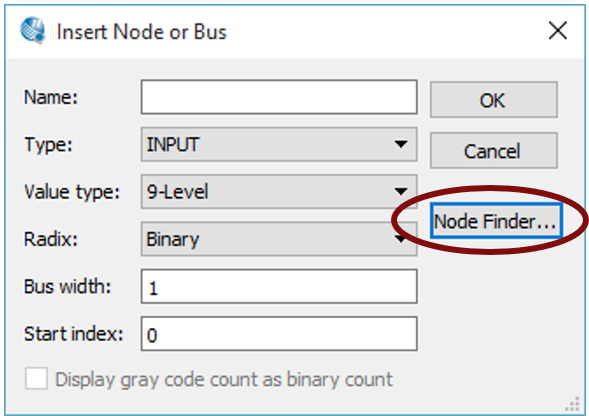 Insert Node or Bus
Name:
OK
Type: INPUT
Cancel
Value type: 9-Level
Node Finder...
Radix: Binary
Bus width: 1
Start index: 0
Display gray code count as binary count